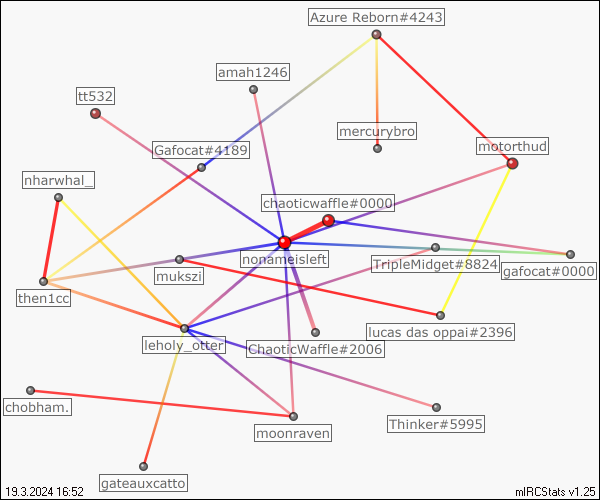 Azure Reborn#4243
amah1246
tt532
mercurybro
Gafocat#4189
motorthud
nharwhal_
chaoticwaffle#0000
nonameisleft
TripleMidget#8824
gafocat#0000
mukszi
then1cc
lucas das oppai#2396
leholy_otter
ChaoticWaffle#2006
chobham.
Thinker#5995
moonraven
gateauxcatto
19.3.2024 16:52
mIRCStats v1.25